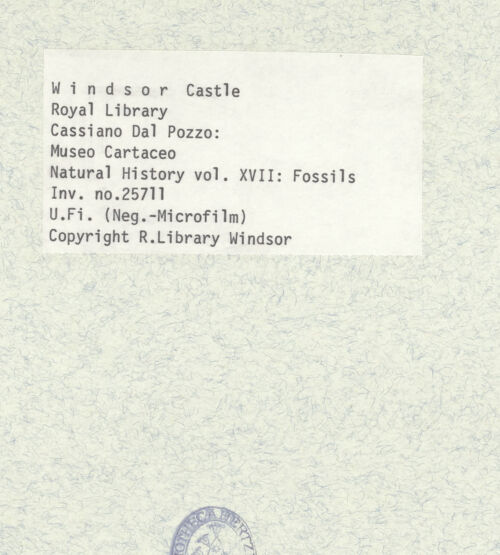 W i n d s o r Castle
Royal Library
Cassiano Dal Pozzo:
Museo Cartaceo
Natural History vol. XVII: Fossils
Inv. no.25711
U.Fi. (Neg.-Microfilm)
Copyright R.Library Windsor